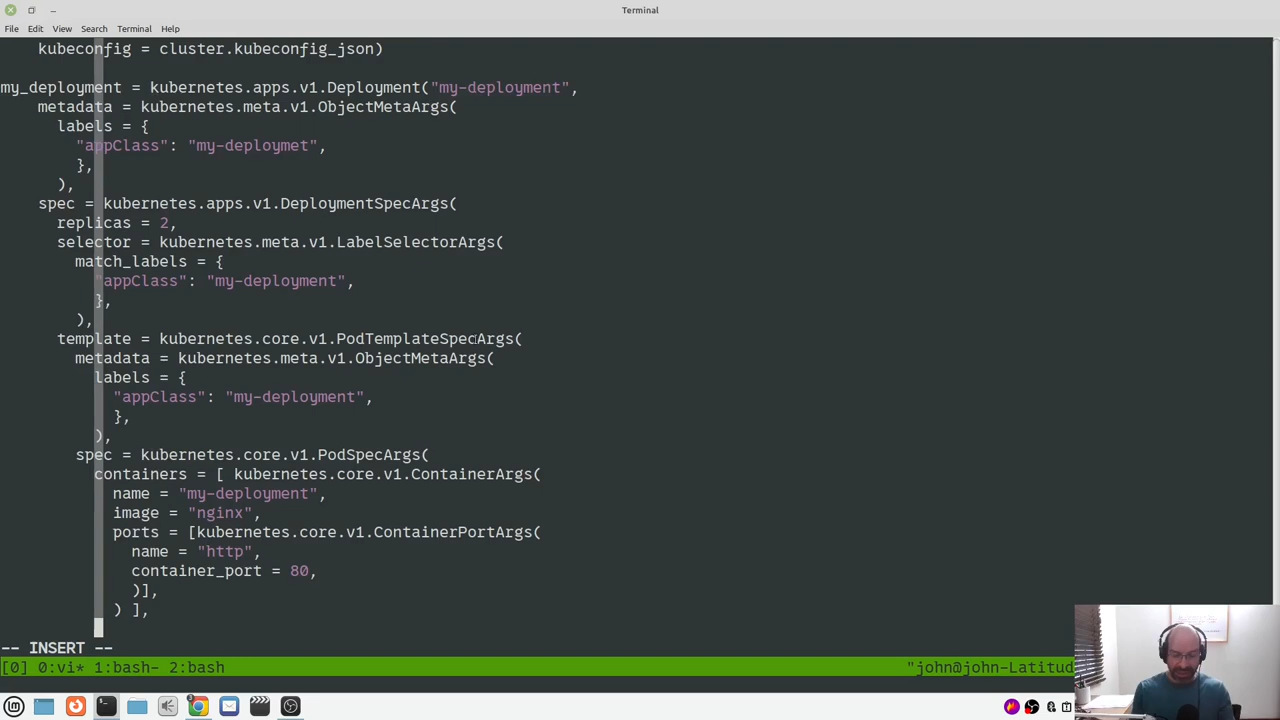 Terminal
File Edit View Search Terminal Help
kubeconfig = cluster.kubeconfig_json)
my_deployment = kubernetes.apps.v1.Deployment("my-deployment",
metadata = kubernetes.meta.v1.ObjectMetaArgs(
labels = {
"appClass": "my-deploymet",
},
),
spec = kubernetes.apps.v1.DeploymentSpecArgs(
replicas = 2,
selector = kubernetes.meta.v1.LabelSelectorArgs(
match_labels = {
"appClass": "my-deployment",
},
),
template = kubernetes.core.v1.PodTemplateSpecArgs(
metadata = kubernetes.meta.v1.ObjectMetaArgs(
labels = {
"appClass": "my-deployment",
},
),
spec = kubernetes.core.v1.PodSpecArgs(
containers = [ kubernetes.core.v1.ContainerArgs(
name = "my-deployment",
image = "nginx",
ports = [kubernetes.core.v1.ContainerPortArgs(
name = "http",
container_port = 80,
)],
) ],
-- INSERT --
[0] 0:vi* 1:bash- 2:bash "john@john-Latitud
3